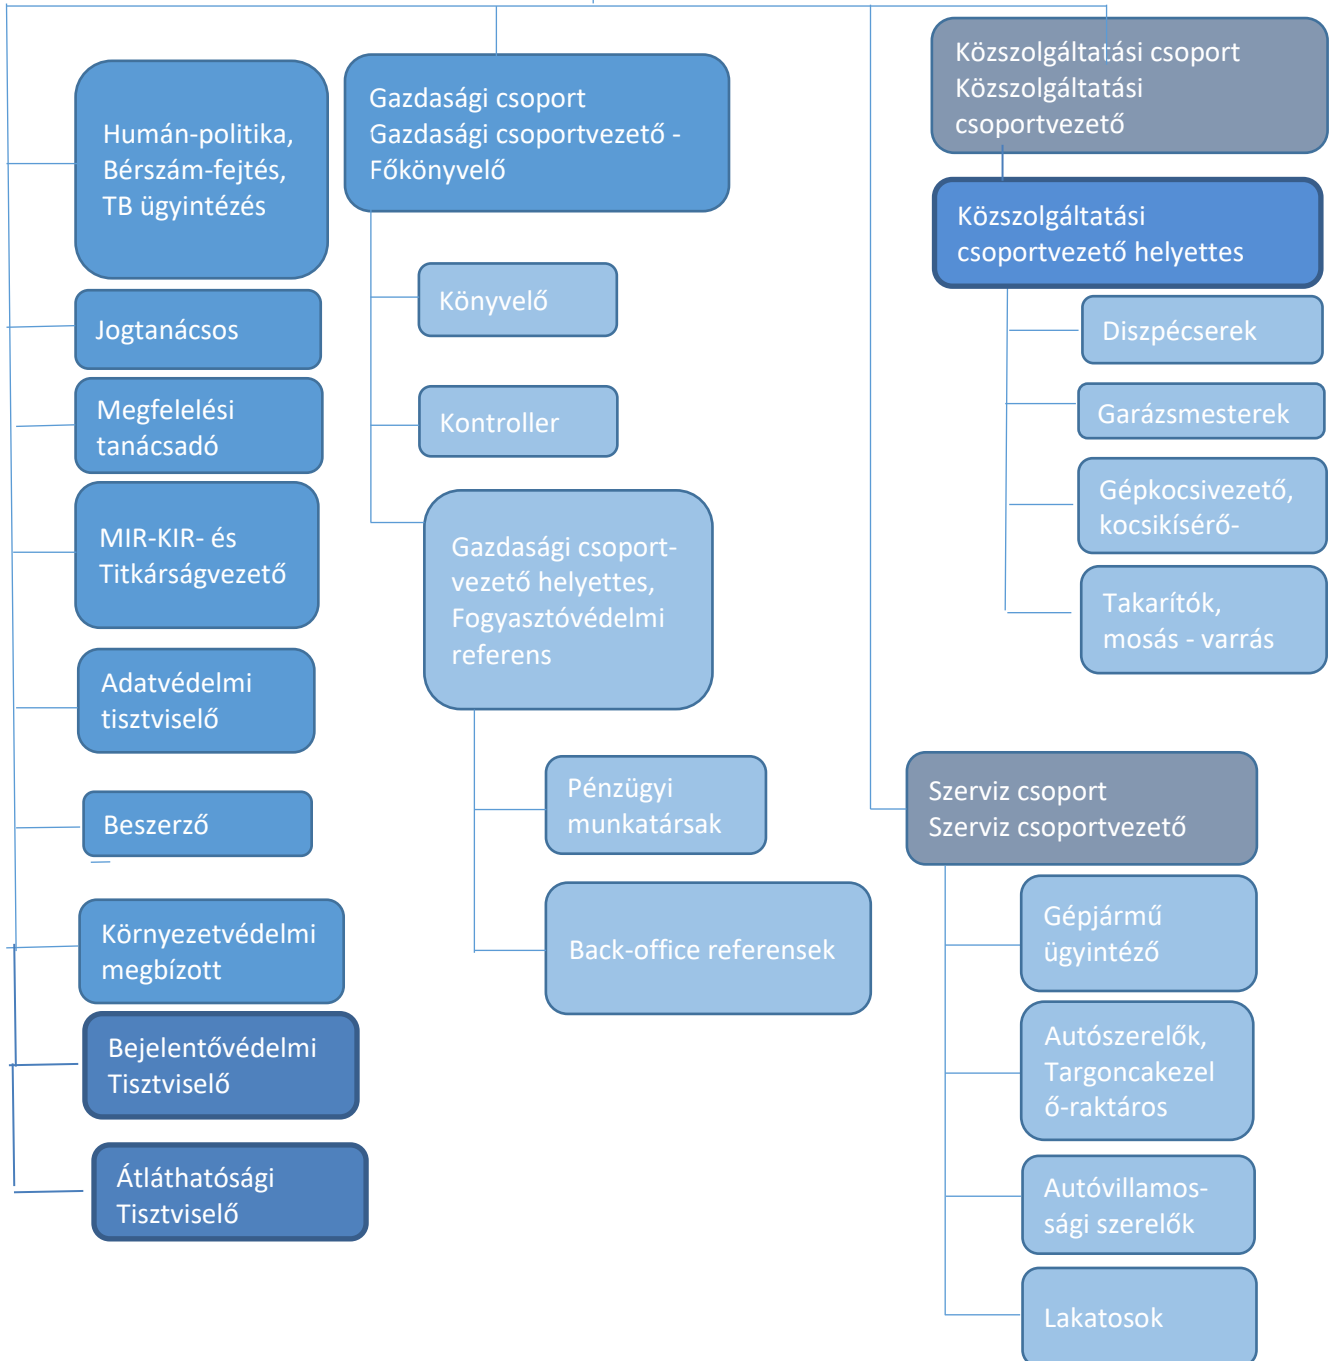 Humán-politika,
Bérszám-fejtés,
TB ügyintézés
Jogtanácsos
Megfelelési
tanácsadó
MIR-KIR- és
Titkárságvezető
Adatvédelmi
tisztviselő
Beszerző
Környezetvédelmi
megbízott
Bejelentővédelmi
Tisztviselő
Átláthatósági
Tisztviselő
Gazdasági csoport
Gazdasági csoportvezető -
Főkönyvelő
Könyvelő
Kontroller
Gazdasági csoport-
vezető helyettes,
Fogyasztóvédelmi
referens
Pénzügyi
munkatársak
Back-office referensek
Közszolgáltatási csoport
Közszolgáltatási
csoportvezető
Közszolgáltatási
csoportvezető helyettes
Diszpécserek
Garázsmesterek
Gépkocsivezető,
kocsikísérő-
Takarítók,
mosás - varrás
Szerviz csoport
Szerviz csoportvezető
Gépjármű
ügyintéző
Autószerelők,
Targoncakezel
ő-raktáros
Autóvillamos-
sági szerelők
Lakatosok